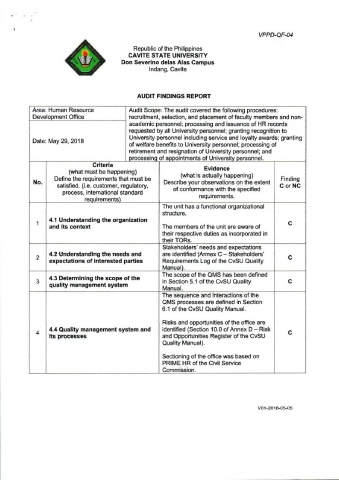 VPPD-QF-04
Republic of the Philippines
CAVITE STATE UNIVERSITY
Don Severino delas Alas Campus
Indang, Cavite
AUDIT FINDINGS REPORT
Area: Human Resource
Development Office
Audit Scope: The audit covered the following procedures:
recruitment, selection, and placement of faculty members and non-
academic personnel; processing and issuance of HR records
requested by all University personnel; granting recognition to
University personnel including service and loyalty awards; granting
of welfare benefits to University personnel; processing of
retirement and resignation of University personnel; and
processing of appointments of University personnel.
Date: May 29, 2018
No.
Criteria
(what must be happening)
Define the requirements that must be
satisfied. (i.e. customer, regulatory,
process, international standard
requirements)
Evidence
(what is actually happening)
Describe your observations on the extent
of conformance with the specified
requirements.
Finding
C or NC
1
4.1 Understanding the organization
and its context
The unit has a functional organizational
structure.
The members of the unit are aware of
their respective duties as incorporated in
their TORs.
C
2
4.2 Understanding the needs and
expectations of interested parties
Stakeholders' needs and expectations
are identified (Annex C – Stakeholders'
Requirements Log of the CvSU Quality
Manual).
C
3
4.3 Determining the scope of the
quality management system
The scope of the QMS has been defined
in Section 5.1 of the CvSU Quality
Manual.
C
4
4.4 Quality management system and
its processes
The sequence and interactions of the
QMS processes are defined in Section
6.1 of the CvSU Quality Manual.
Risks and opportunities of the office are
identified (Section 10.0 of Annex D – Risk
and Opportunities Register of the CvSU
Quality Manual).
Sectioning of the office was based on
PRIME HR of the Civil Service
Commission.
C
V01-2018-05-05